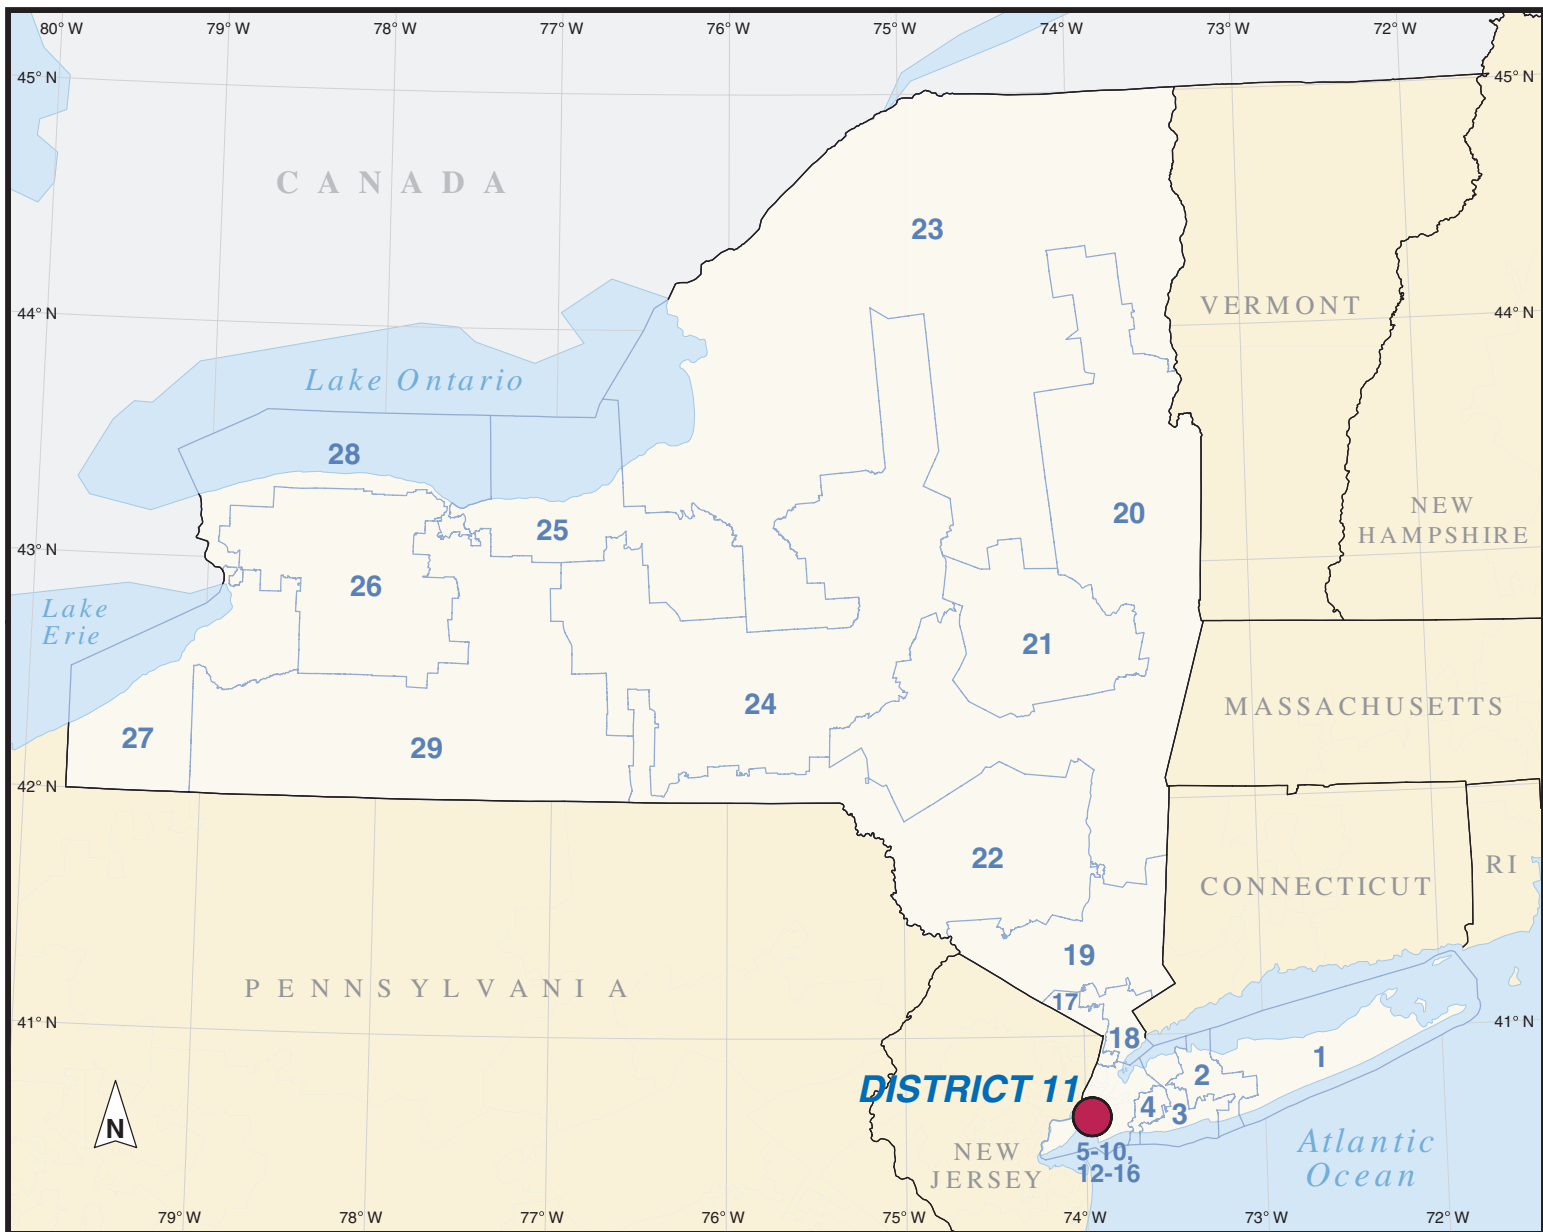 80° W 79° W 78° W 77° W 76° W 75° W 74° W 73° W 72° W
45° N 45° N
CANADA
23
VERMONT
44° N 44° N
Lake Ontario
28
20
NEW
HAMPSHIRE
25
43° N
26
Lake
Erie
21
24
MASSACHUSETTS
27
29
42° N
22
RI
CONNECTICUT
19
PENNSYLVANIA
17
41° N 41° N
18
1
2
DISTRICT 11
4
3
N
5-10,
12-16
NEW
JERSEY
Atlantic
Ocean
79° W 78° W 77° W 76° W 75° W 74° W 73° W 72° W